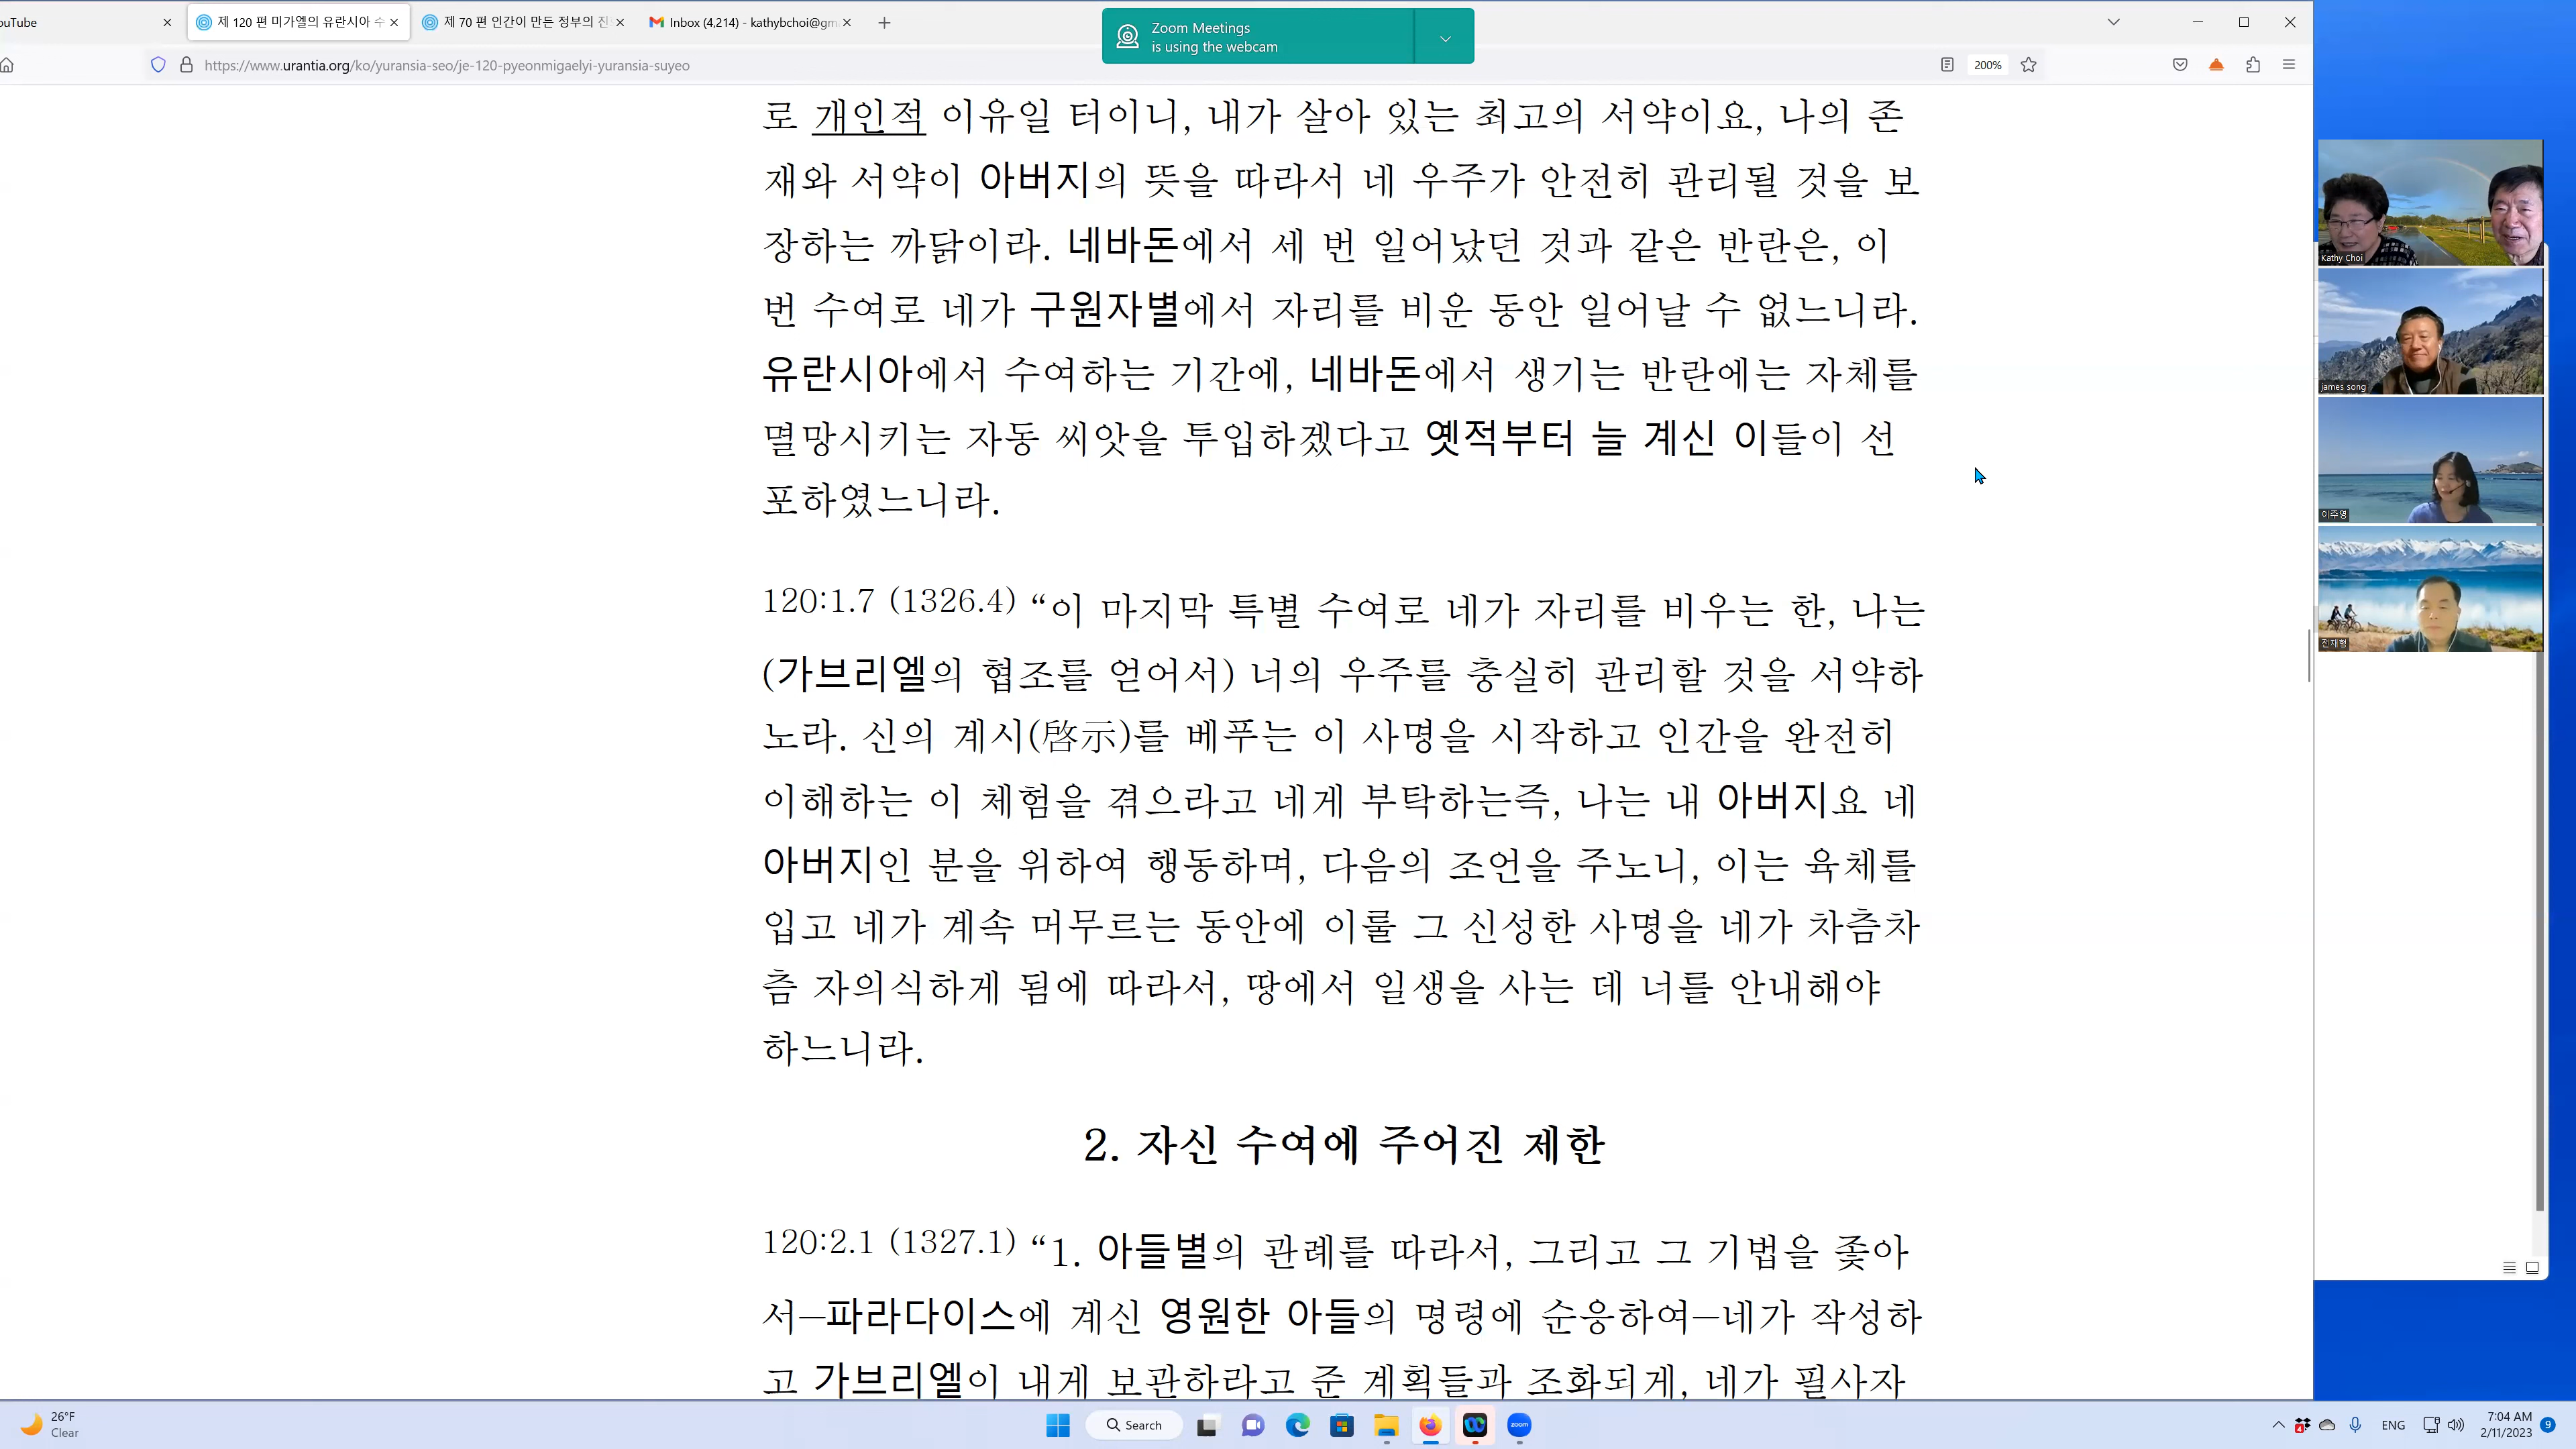 ouTube
제 120 편 미가엘의 유란시아 수
제 70 편 인간이 만든 정부의 진
Inbox (4,214) - kathybchoi@gm
Zoom Meetings
is using the webcam
https://www.urantia.org/ko/yuransia-seo/je-120-pyeonmigaelyi-yuransia-suyeo
200%
로 개인적 이유일 터이니, 내가 살아 있는 최고의 서약이요, 나의 존
재와 서약이 아버지의 뜻을 따라서 네 우주가 안전히 관리될 것을 보
장하는 까닭이라. 네바돈에서 세 번 일어났던 것과 같은 반란은, 이
번 수여로 네가 구원자별에서 자리를 비운 동안 일어날 수 없느니라.
유란시아에서 수여하는 기간에, 네바돈에서 생기는 반란에는 자체를
멸망시키는 자동 씨앗을 투입하겠다고 옛적부터 늘 계신 이들이 선
포하였느니라.
120:1.7 (1326.4) “이 마지막 특별 수여로 네가 자리를 비우는 한, 나는
(가브리엘의 협조를 얻어서) 너의 우주를 충실히 관리할 것을 서약하
노라. 신의 계시(啓示)를 베푸는 이 사명을 시작하고 인간을 완전히
이해하는 이 체험을 겪으라고 네게 부탁하는즉, 나는 내 아버지요 네
아버지인 분을 위하여 행동하며, 다음의 조언을 주노니, 이는 육체를
입고 네가 계속 머무르는 동안에 이룰 그 신성한 사명을 네가 차츰차
츰 자의식하게 됨에 따라서, 땅에서 일생을 사는 데 너를 안내해야
하느니라.
2. 자신 수여에 주어진 제한
120:2.1 (1327.1) “1. 아들별의 관례를 따라서, 그리고 그 기법을 좇아
서—파라다이스에 계신 영원한 아들의 명령에 순응하여—네가 작성하
고 가브리엘이 내게 보관하라고 준 계획들과 조화되게, 네가 필사자
Kathy Choi
james song
이주영
전재형
26°F
Clear
Search
zoom
ENG
7:04 AM
2/11/2023
9